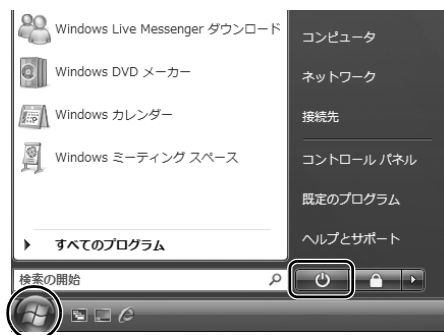 Windows Live Messenger ダウンロード
Windows DVD メーカー
Windows カレンダー
Windows ミーティング スペース
すべてのプログラム
検索の開始
コンピュータ
ネットワーク
接続先
コントロール パネル
既定のプログラム
ヘルプとサポート